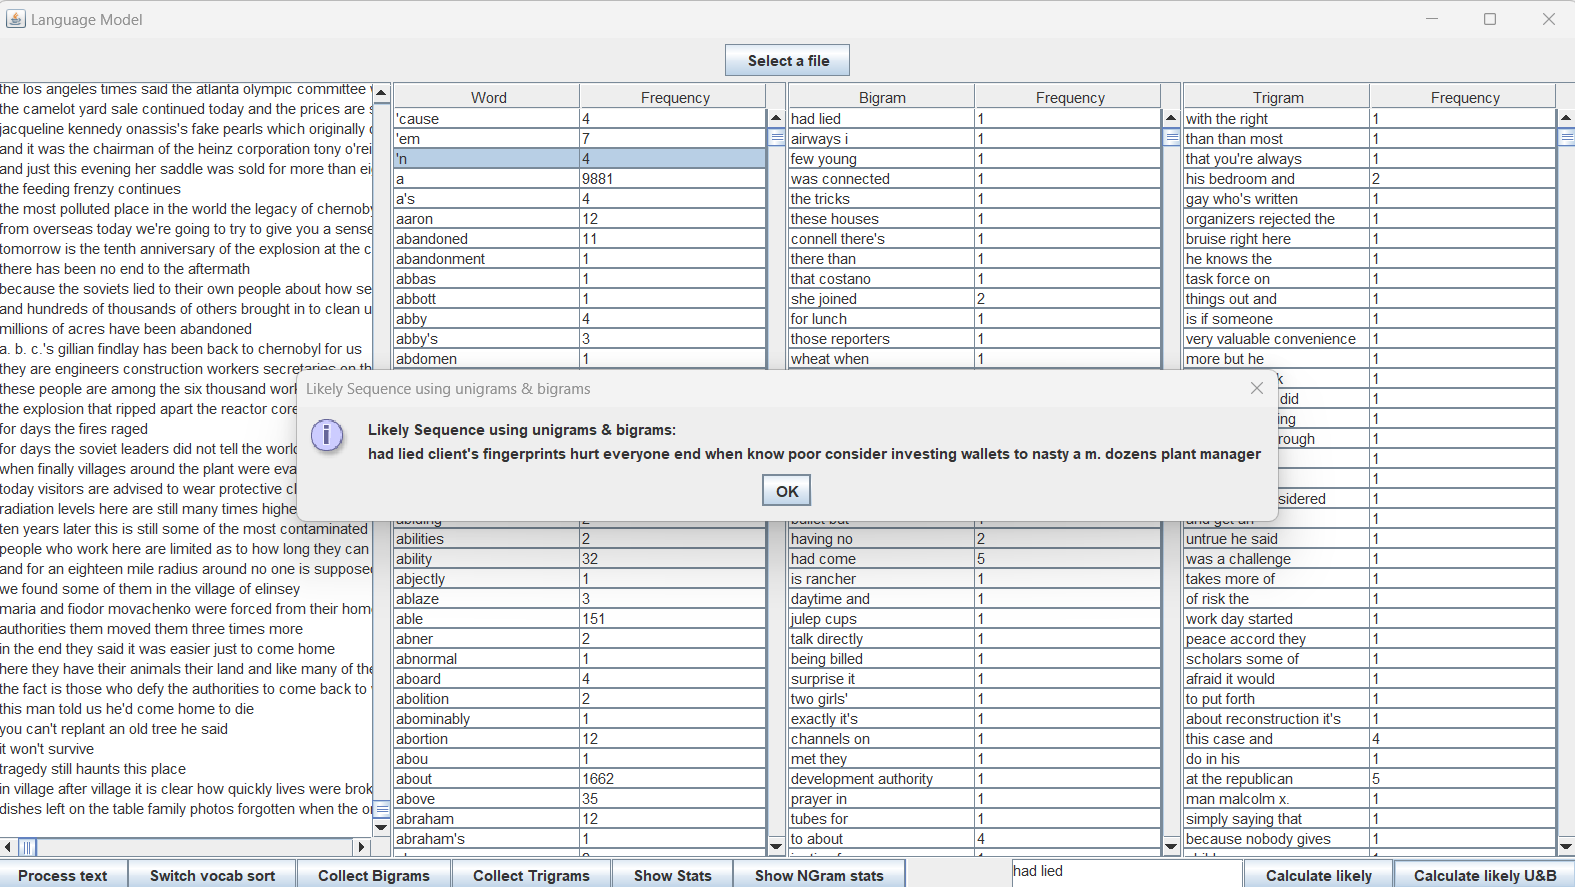 Language Model
Select a file
the los angeles times said the atlanta olympic committee
the camelot yard sale continued today and the prices are
jacqueline kennedy onassis's fake pearls which originally
and it was the chairman of the heinz corporation tony
and just this evening her saddle was sold for more than
the feeding frenzy continues
the most polluted place in the world the legacy of
from overseas today we're going to try to give you a sense
tomorrow is the tenth anniversary of the explosion at the
there has been no end to the aftermath
because the soviets lied to their own people about how
and hundreds of thousands of others brought in to clean
millions of acres have been abandoned
a. b. c.'s gillian findlay has been back to chernobyl for us
they are engineers construction workers secretaries on
these people are among the six thousand
the explosion that ripped apart the reactor core
for days the fires raged
for days the soviet leaders did not tell the
when finally villages around the plant were
today visitors are advised to wear protective
radiation levels here are still many times
ten years later this is still some of the most contaminated
people who work here are limited as to how long they can
and for an eighteen mile radius around no one is
we found some of them in the village of elinsey
maria and fiodor movachenko were forced from their
authorities them moved them three times more
in the end they said it was easier just to come home
here they have their animals their land and like many of
the fact is those who defy the authorities to come back to
this man told us he'd come home to die
you can't replant an old tree he said
it won't survive
tragedy still haunts this place
in village after village it is clear how quickly lives were
dishes left on the table family photos forgotten when the
Word Frequency
'cause 4
'em 7
'n 4
a 9881
a's 4
aaron 12
abandoned 11
abandonment 1
abbas 1
abbott 1
abby 4
abby's 3
abdomen 1
abilities 2
ability 32
abjectly 1
ablaze 3
able 151
abner 2
abnormal 1
aboard 4
abolition 2
abominably 1
abortion 12
abou 1
about 1662
above 35
abraham 12
abraham's 1
Bigram Frequency
had lied 1
airways i 1
few young 1
was connected 1
the tricks 1
these houses 1
connell there's 1
there than 1
that costano 1
she joined 2
for lunch 1
those reporters 1
wheat when 1
having no 2
had come 5
is rancher 1
daytime and 1
julep cups 1
talk directly 1
being billed 1
surprise it 1
two girls' 1
exactly it's 1
channels on 1
met they 1
development authority 1
prayer in 1
tubes for 1
to about 4
Trigram Frequency
with the right 1
than than most 1
that you're always 1
his bedroom and 2
gay who's written 1
organizers rejected the 1
bruise right here 1
he knows the 1
task force on 1
things out and 1
is if someone 1
very valuable convenience 1
more but he 1
1
did 1
1
1
1
1
1
1
untrue he said 1
was a challenge 1
takes more of 1
of risk the 1
work day started 1
peace accord they 1
scholars some of 1
afraid it would 1
to put forth 1
about reconstruction it's 1
this case and 4
do in his 1
at the republican 5
man malcolm x. 1
simply saying that 1
because nobody gives 1
Likely Sequence using unigrams & bigrams
Likely Sequence using unigrams & bigrams:
had lied client's fingerprints hurt everyone end when know poor consider investing wallets to nasty a m. dozens plant manager
OK
Process text Switch vocab sort Collect Bigrams Collect Trigrams Show Stats Show NGram stats had lied Calculate likely Calculate likely U&B